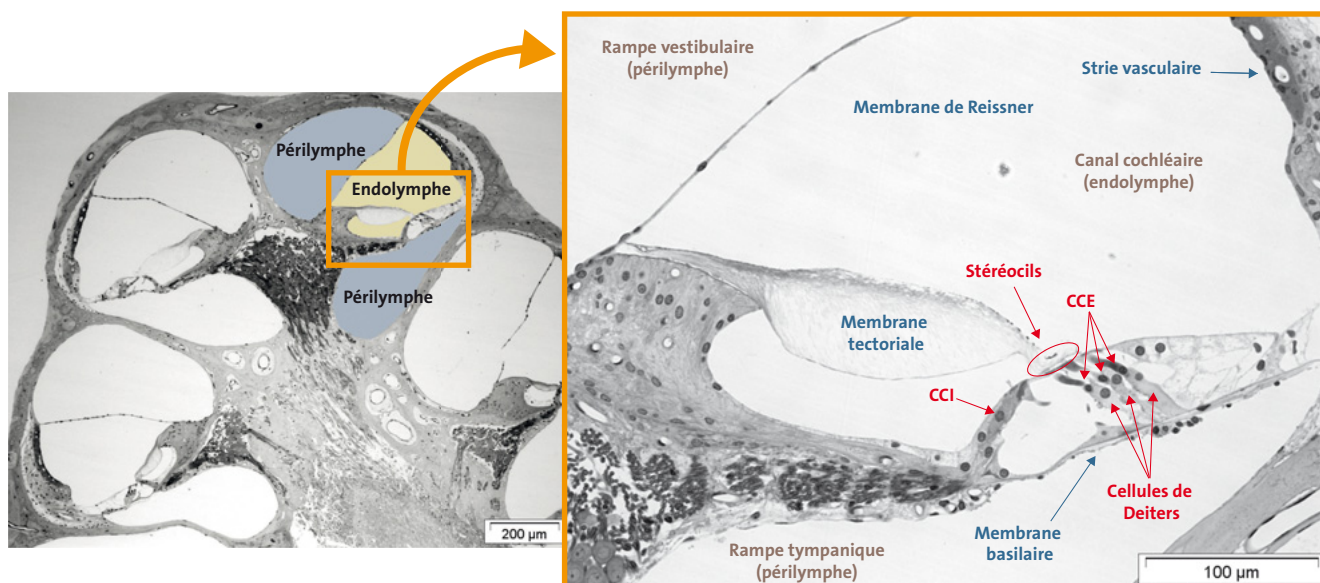 Périlymphe
Endolymphe
Périlymphe
200 µm
Rampe vestibulaire
(périlymphe)
Strie vasculaire
Membrane de Reissner
Canal cochléaire
(endolymphe)
Stéréocils
CCE
Membrane
tectoriale
CCI
Cellules de
Deiters
Membrane
basilaire
Rampe tympanique
(périlymphe)
100 µm